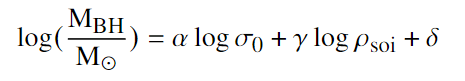 log(M_BH/M_⊙) = α log σ_0 + γ log ρ_soi + δ